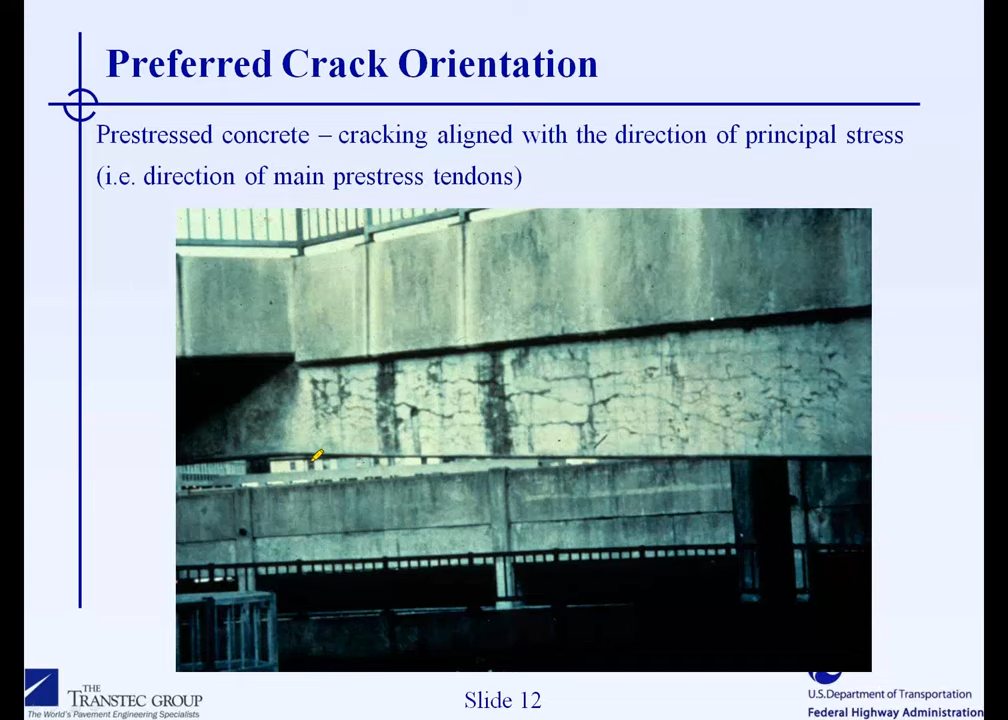 Preferred Crack Orientation
Prestressed concrete – cracking aligned with the direction of principal stress
(i.e. direction of main prestress tendons)
THE
TRANSTEC GROUP
The World's Pavement Engineering Specialists
Slide 12
U.S.Department of Transportation
Federal Highway Administration